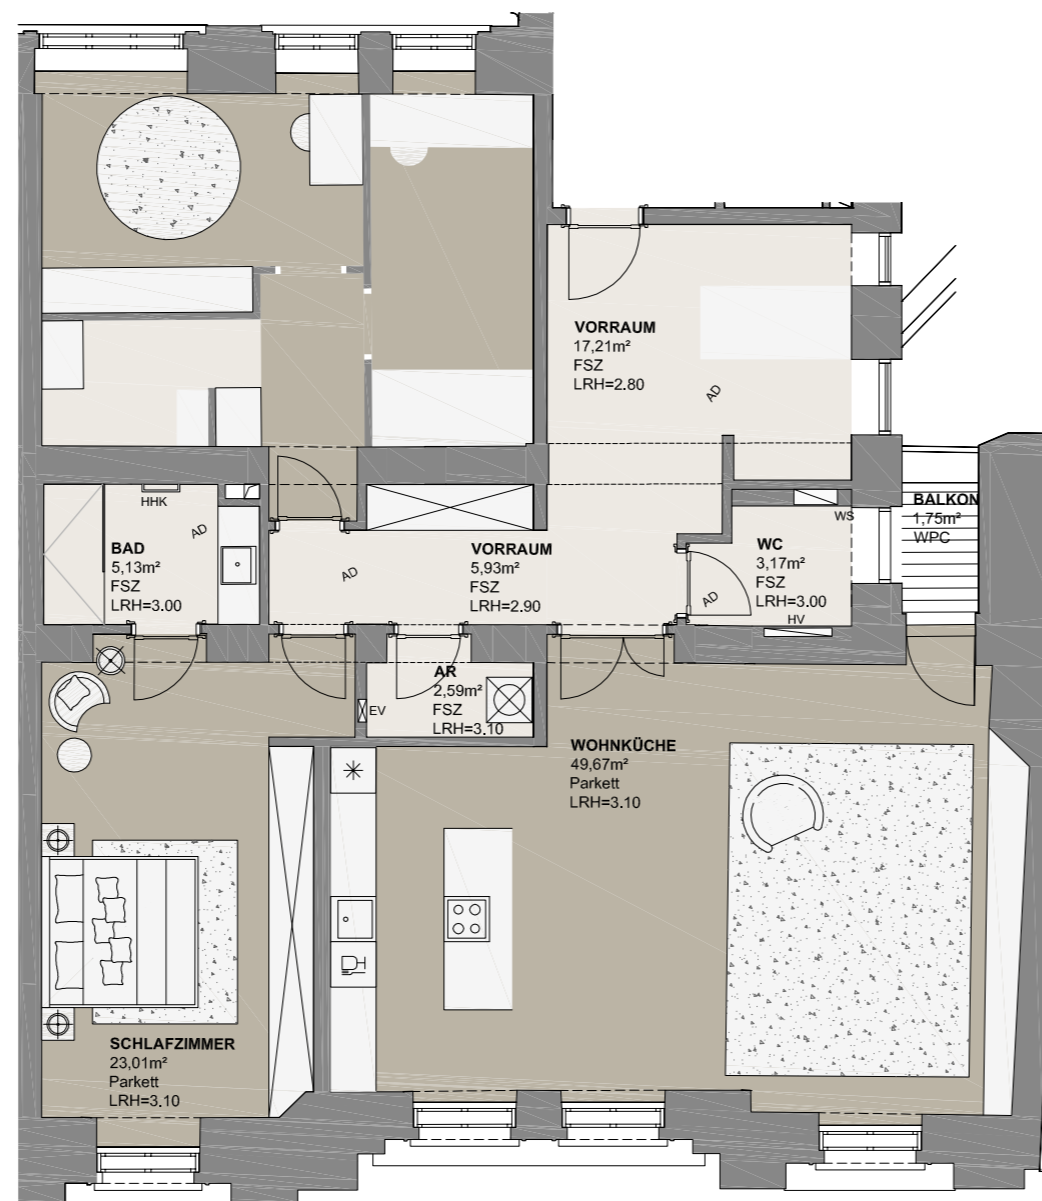 VORRAUM
17,21m²
FSZ
LRH=2.80
AD
HHK
AD
BAD
5,13m²
FSZ
LRH=3.00
AD
VORRAUM
5,93m²
FSZ
LRH=2.90
WS
WC
3,17m²
FSZ
LRH=3.00
AD
HV
BALKON
1,75m²
WPC
AR
2,59m²
FSZ
LRH=3.10
EV
WOHNKÜCHE
49,67m²
Parkett
LRH=3.10
SCHLAFZIMMER
23,01m²
Parkett
LRH=3.10